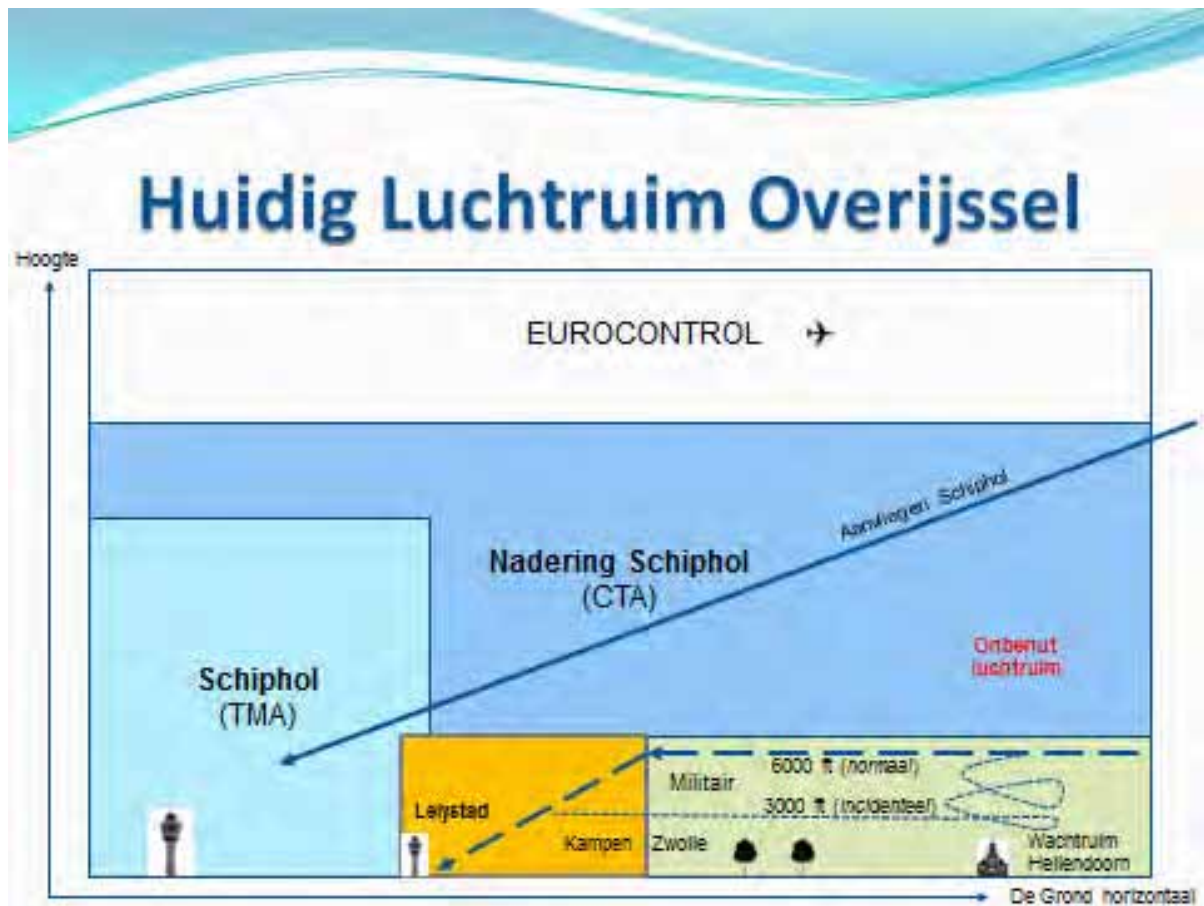 Huidig Luchtruim Overijssel
Hoogte
EUROCONTROL
Aanvliegen Schiphol
Nadering Schiphol
(CTA)
Onbenut
luchtruim
Schiphol
(TMA)
6000 ft (normaal)
Militair
3000 ft (incidenteel)
Lelystad
Kampen
Zwolle
Wachtruim
Hellendoorn
De Grond horizontaal